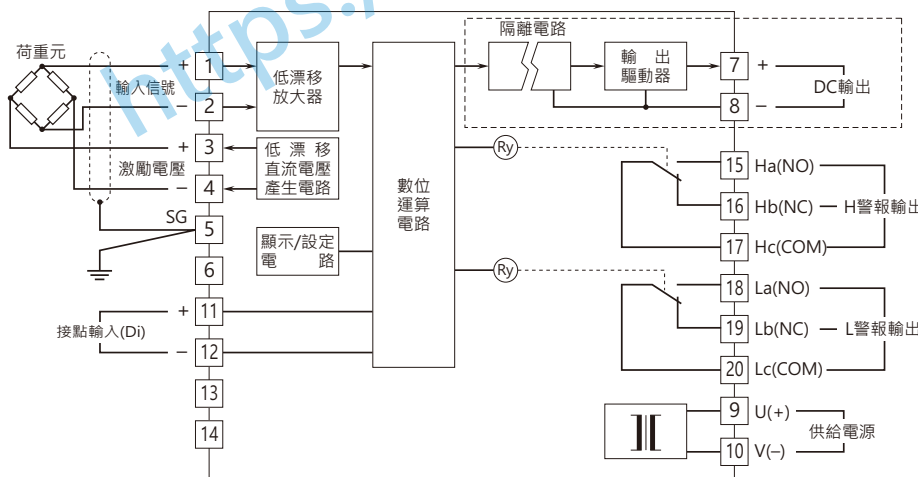 https:/
荷重元
+
1
輸入信號
−
2
+
3
激勵電壓
−
4
SG
5
6
+
11
接點輸入(Di)
−
12
13
14
低漂移
放大器
低漂移
直流電壓
產生電路
顯示/設定
電路
數位
運算
電路
隔離電路
輸出
驅動器
7
+
DC輸出
8
−
Ry
15
Ha(NO)
16
Hb(NC)
H警報輸出
17
Hc(COM)
Ry
18
La(NO)
19
Lb(NC)
L警報輸出
20
Lc(COM)
9
U(+)
供給電源
10
V(−)